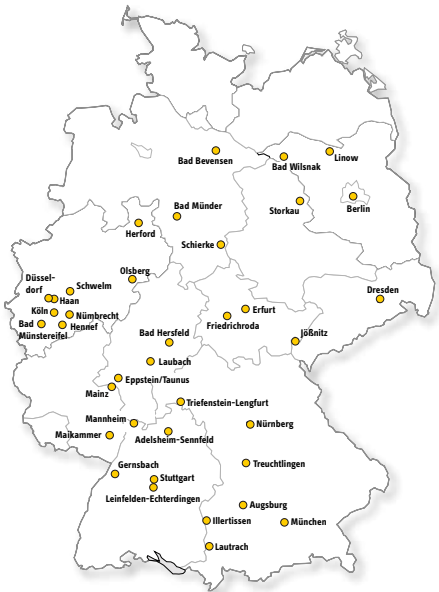 Bad Bevensen
Bad Wilsnak
Linow
Storkau
Berlin
Bad Münder
Herford
Schierke
Olsberg
Düssel-
dorf
Haan
Schwelm
Köln
Nümbrecht
Bad
Münstereifel
Hennef
Dresden
Erfurt
Friedrichroda
Jößnitz
Bad Hersfeld
Laubach
Eppstein/Taunus
Mainz
Triefenstein-Lengfurt
Mannheim
Maikammer
Adelsheim-Sennfeld
Nürnberg
Gernsbach
Stuttgart
Leinfelden-Echterdingen
Treuchtlingen
Augsburg
Illertissen
München
Lautrach